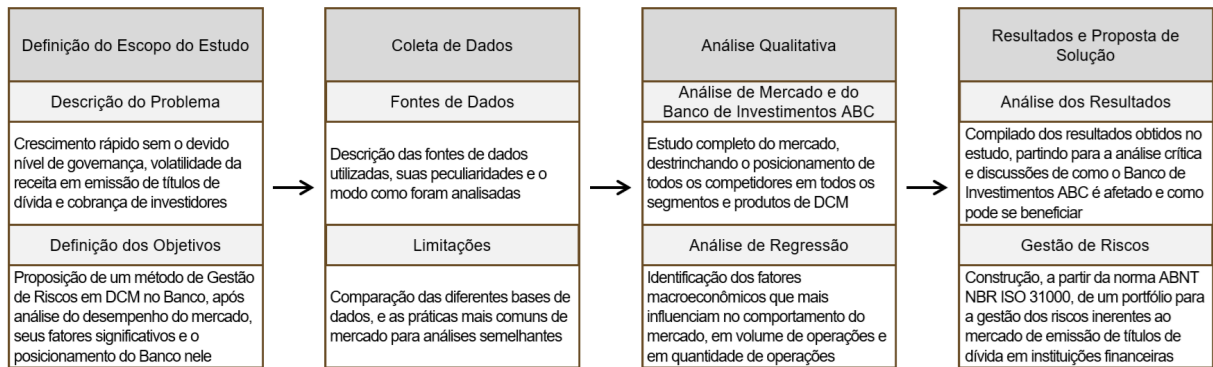 Definição do Escopo do Estudo
Descrição do Problema
Crescimento rápido sem o devido
nível de governança, volatilidade da
receita em emissão de títulos de
dívida e cobrança de investidores
Definição dos Objetivos
Proposição de um método de Gestão
de Riscos em DCM no Banco, após
análise do desempenho do mercado,
seus fatores significativos e o
posicionamento do Banco nele
Coleta de Dados
Fontes de Dados
Descrição das fontes de dados
utilizadas, suas peculiaridades e o
modo como foram analisadas
Limitações
Comparação das diferentes bases de
dados, e as práticas mais comuns de
mercado para análises semelhantes
Análise Qualitativa
Análise de Mercado e do
Banco de Investimentos ABC
Estudo completo do mercado,
destrinchando o posicionamento de
todos os competidores em todos os
segmentos e produtos de DCM
Análise de Regressão
Identificação dos fatores
macroeconômicos que mais
influenciam no comportamento do
mercado, em volume de operações e
em quantidade de operações
Resultados e Proposta de
Solução
Análise dos Resultados
Compilado dos resultados obtidos no
estudo, partindo para a análise crítica
e discussões de como o Banco de
Investimentos ABC é afetado e como
pode se beneficiar
Gestão de Riscos
Construção, a partir da norma ABNT
NBR ISO 31000, de um portfólio para
a gestão dos riscos inerentes ao
mercado de emissão de títulos de
dívida em instituições financeiras